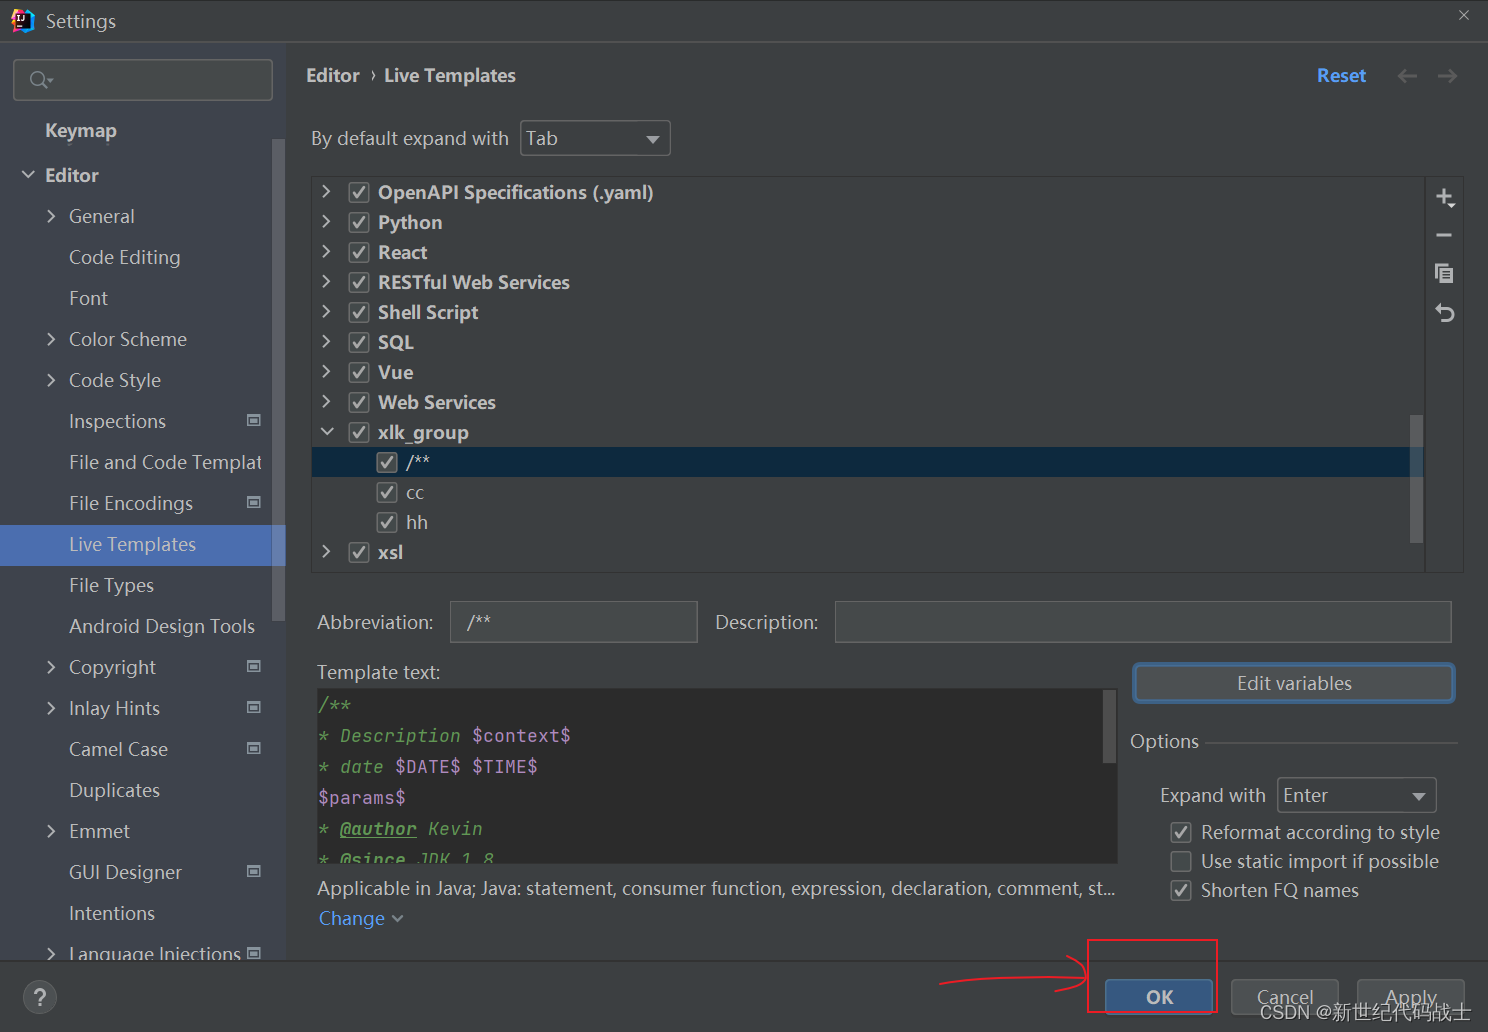 Settings
Editor › Live Templates
Reset
Keymap
Editor
General
Code Editing
Font
Color Scheme
Code Style
Inspections
File and Code Templat
File Encodings
Live Templates
File Types
Android Design Tools
Copyright
Inlay Hints
Camel Case
Duplicates
Emmet
GUI Designer
Intentions
Language Injections
By default expand with Tab
OpenAPI Specifications (.yaml)
Python
React
RESTful Web Services
Shell Script
SQL
Vue
Web Services
xlk_group
/**
cc
hh
xsl
Abbreviation: /** Description:
Template text:
/**
* Description $context$
* date $DATE$ $TIME$
$params$
* @author Kevin
* @since JDK 1.8
Edit variables
Options
Expand with Enter
Reformat according to style
Use static import if possible
Shorten FQ names
Applicable in Java; Java: statement, consumer function, expression, declaration, comment, st...
Change
?
OK Cancel Apply
CSDN @新世纪代码战士